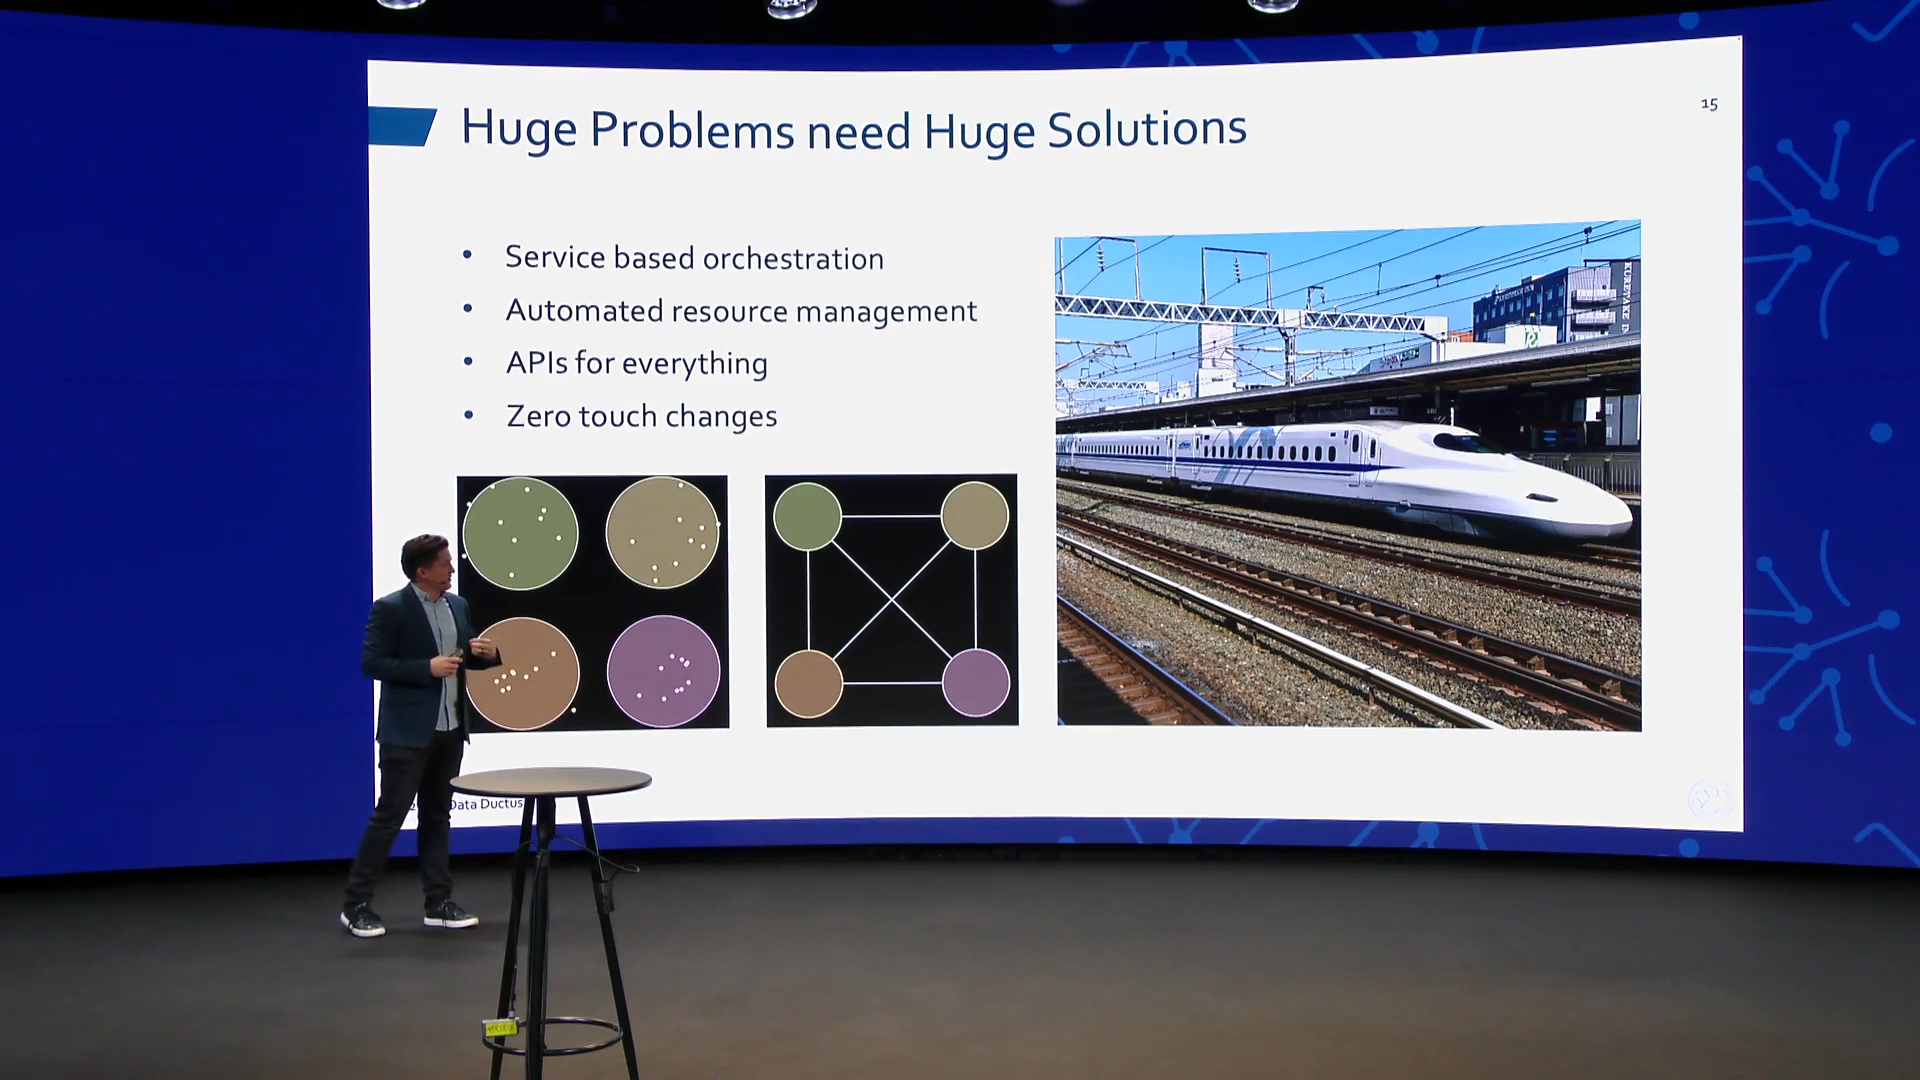 15
Huge Problems need Huge Solutions
• Service based orchestration
• Automated resource management
• APIs for everything
• Zero touch changes
Data Ductus